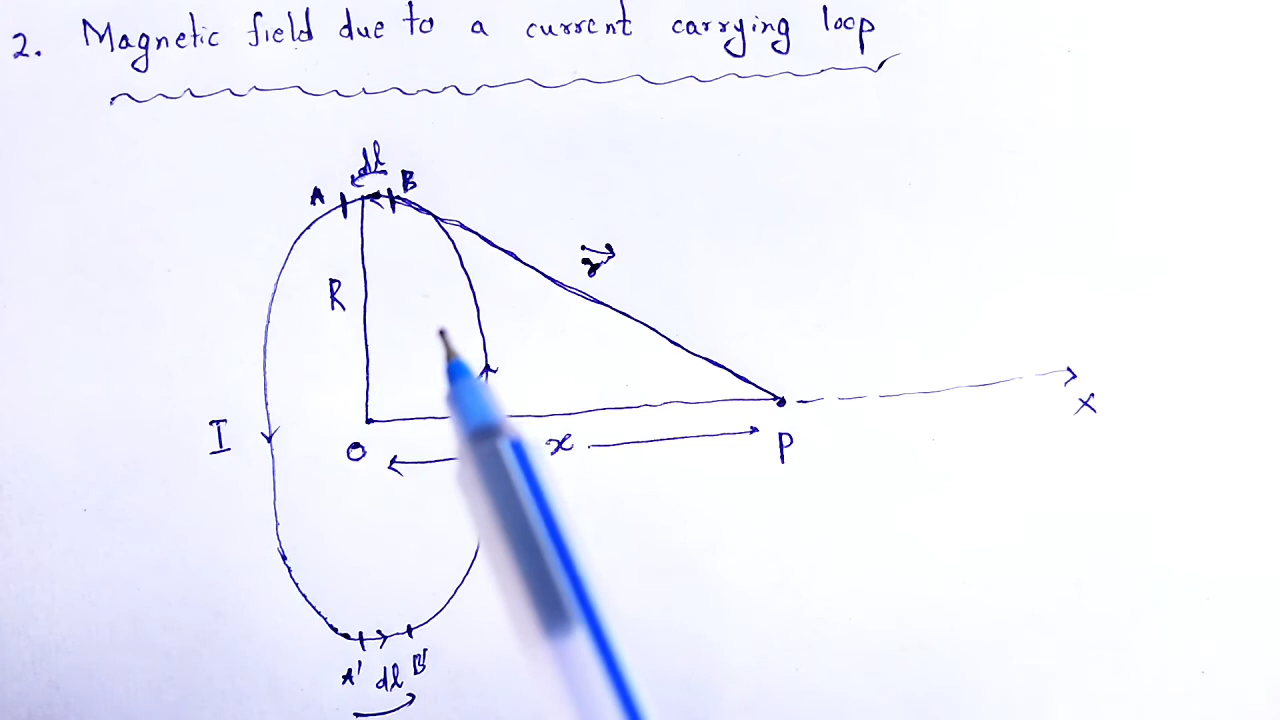 2. Magnetic field due to a current carrying loop
dl
A B
r
R
I
O x P X
A' dl B'